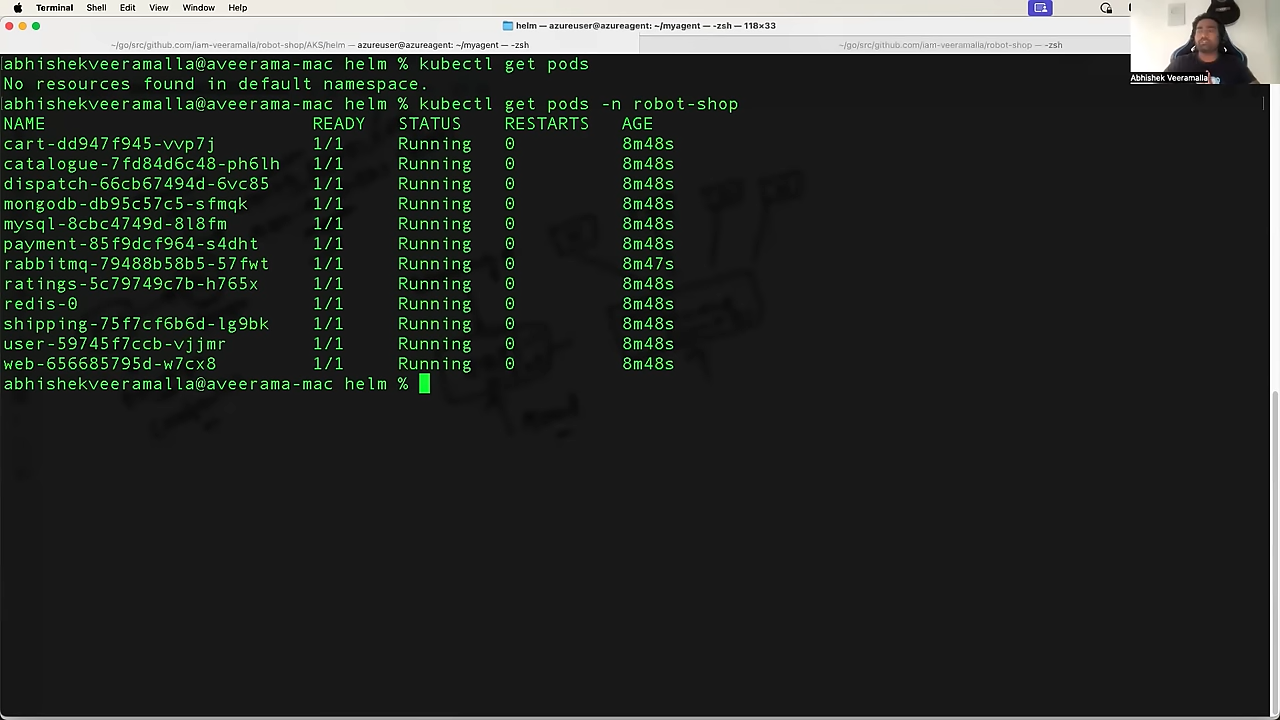 Terminal Shell Edit View Window Help
helm — azureuser@azureagent: ~/myagent — -zsh — 118×33
~/go/src/github.com/iam-veeramalla/robot-shop/AKS/helm — azureuser@azureagent: ~/myagent — -zsh
~/go/src/github.com/iam-veeramalla/robot-shop — -zsh
Abhishek Veeramalla
abhishekveeramalla@aveerama-mac helm % kubectl get pods
No resources found in default namespace.
abhishekveeramalla@aveerama-mac helm % kubectl get pods -n robot-shop
NAME READY STATUS RESTARTS AGE
cart-dd947f945-vvp7j 1/1 Running 0 8m48s
catalogue-7fd84d6c48-ph6lh 1/1 Running 0 8m48s
dispatch-66cb67494d-6vc85 1/1 Running 0 8m48s
mongodb-db95c57c5-sfmqk 1/1 Running 0 8m48s
mysql-8cbc4749d-8l8fm 1/1 Running 0 8m48s
payment-85f9dcf964-s4dht 1/1 Running 0 8m48s
rabbitmq-79488b58b5-57fwt 1/1 Running 0 8m47s
ratings-5c79749c7b-h765x 1/1 Running 0 8m48s
redis-0 1/1 Running 0 8m48s
shipping-75f7cf6b6d-lg9bk 1/1 Running 0 8m48s
user-59745f7ccb-vjjmr 1/1 Running 0 8m48s
web-656685795d-w7cx8 1/1 Running 0 8m48s
abhishekveeramalla@aveerama-mac helm %